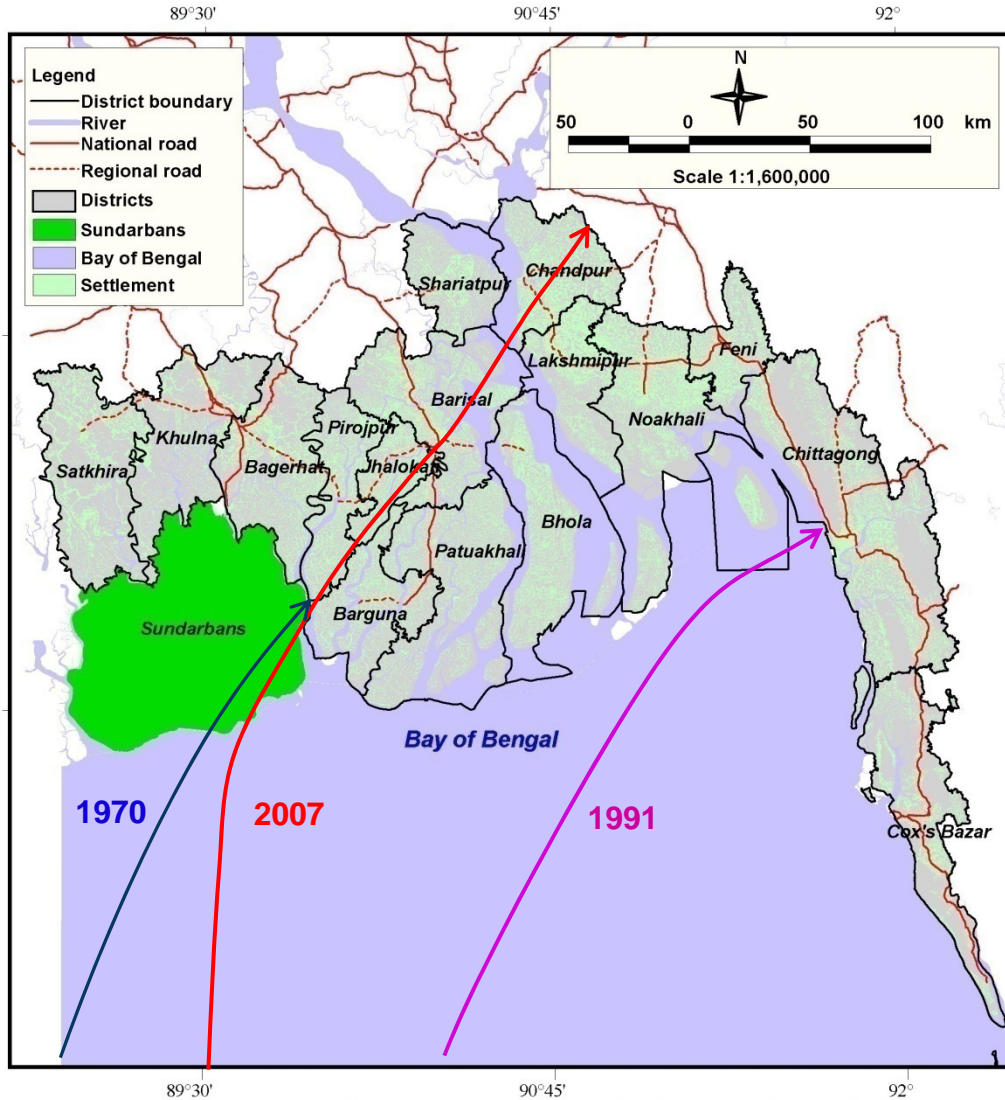 89°30'
90°45'
92°
Legend
District boundary
River
National road
Regional road
Districts
Sundarbans
Bay of Bengal
Settlement
N
50 0 50 100 km
Scale 1:1,600,000
Shariatpur
Chandpur
Lakshmipur
Feni
Barisal
Noakhali
Pirojpur
Khulna
Jhalokati
Satkhira
Bagerhat
Chittagong
Bhola
Patuakhali
Barguna
Sundarbans
Bay of Bengal
1970
2007
1991
Cox's Bazar
89°30'
90°45'
92°